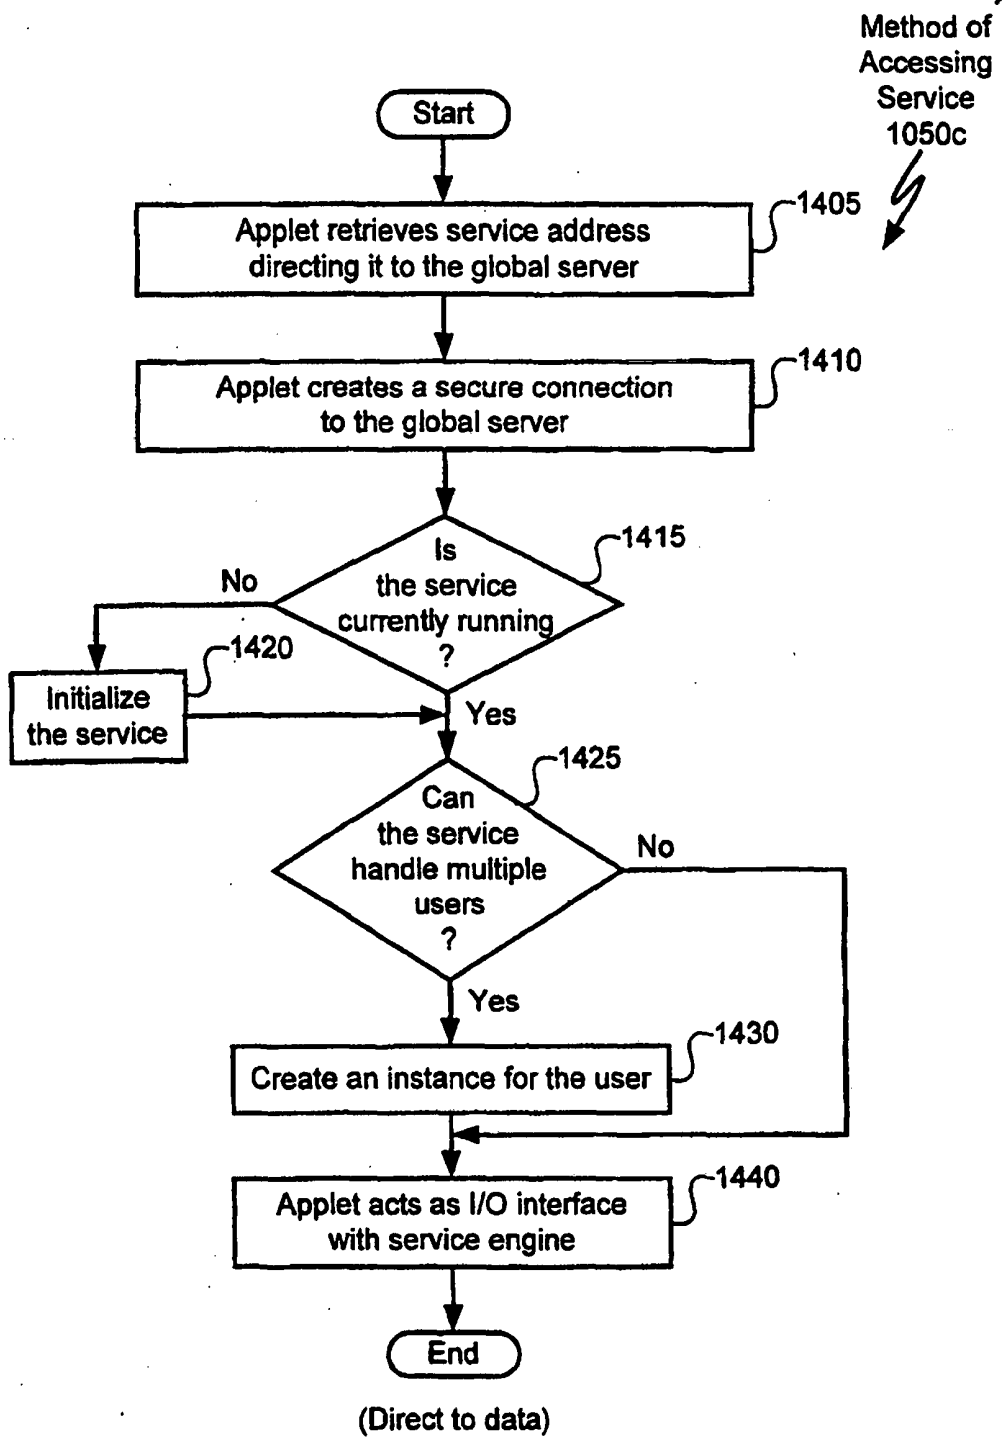 Method of
Accessing
Service
1050c
Start
1405
Applet retrieves service address
directing it to the global server
1410
Applet creates a secure connection
to the global server
1415
Is
the service
currently running
?
No
1420
Initialize
the service
Yes
1425
Can
the service
handle multiple
users
?
No
Yes
1430
Create an instance for the user
1440
Applet acts as I/O interface
with service engine
End
(Direct to data)